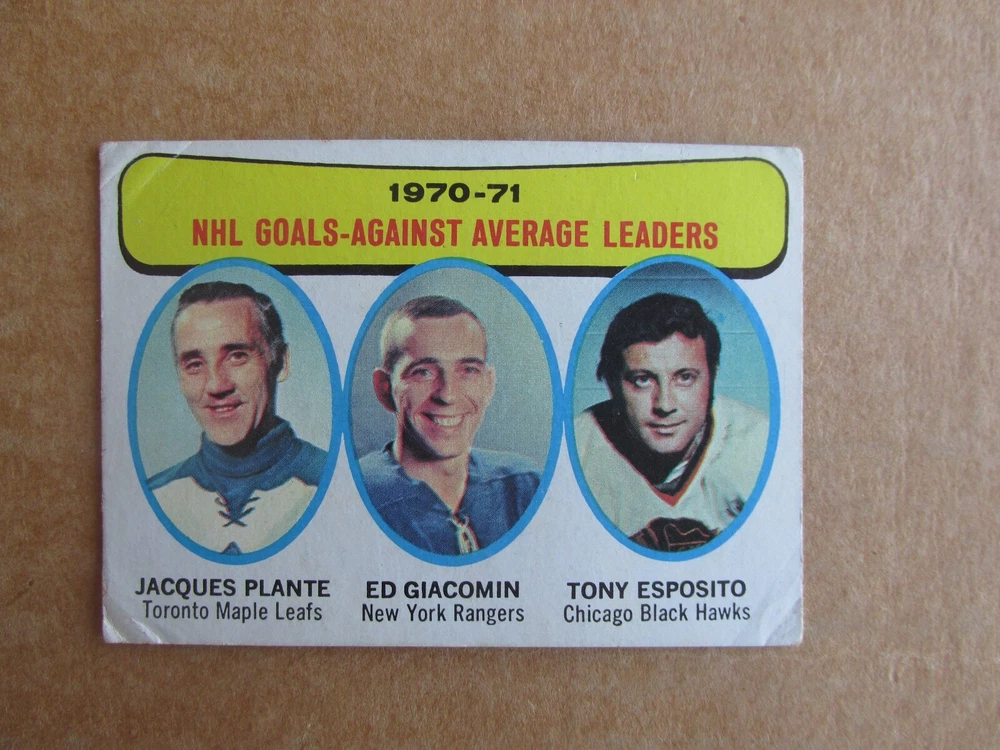 1970-71
NHL GOALS-AGAINST AVERAGE LEADERS
JACQUES PLANTE
Toronto Maple Leafs
ED GIACOMIN
New York Rangers
TONY ESPOSITO
Chicago Black Hawks